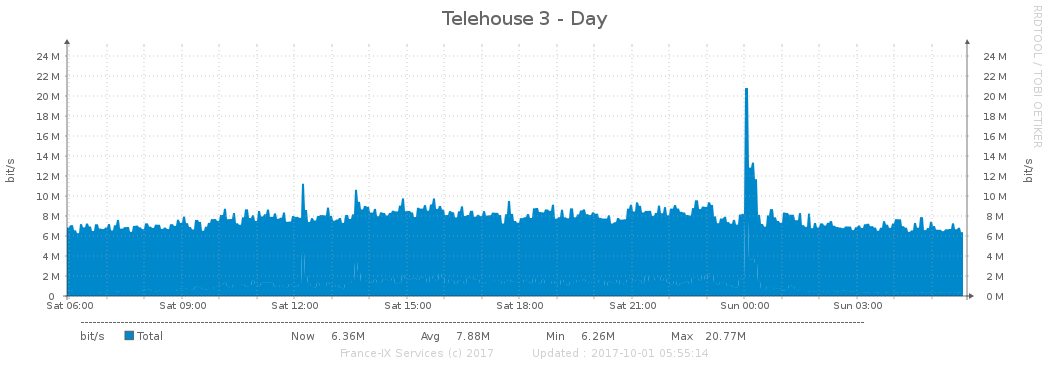 Telehouse 3 - Day
RRDTOOL / TOBI OETIKER
bit/s
24 M 24 M
22 M 22 M
20 M 20 M
18 M 18 M
16 M 16 M
14 M 14 M
12 M 12 M
10 M 10 M
8 M 8 M
6 M 6 M
4 M 4 M
2 M 2 M
0 0 M
bit/s
Sat 06:00 Sat 09:00 Sat 12:00 Sat 15:00 Sat 18:00 Sat 21:00 Sun 00:00 Sun 03:00
bit/s Total Now 6.36M Avg 7.88M Min 6.26M Max 20.77M
France-IX Services (c) 2017 Updated : 2017-10-01 05:55:14